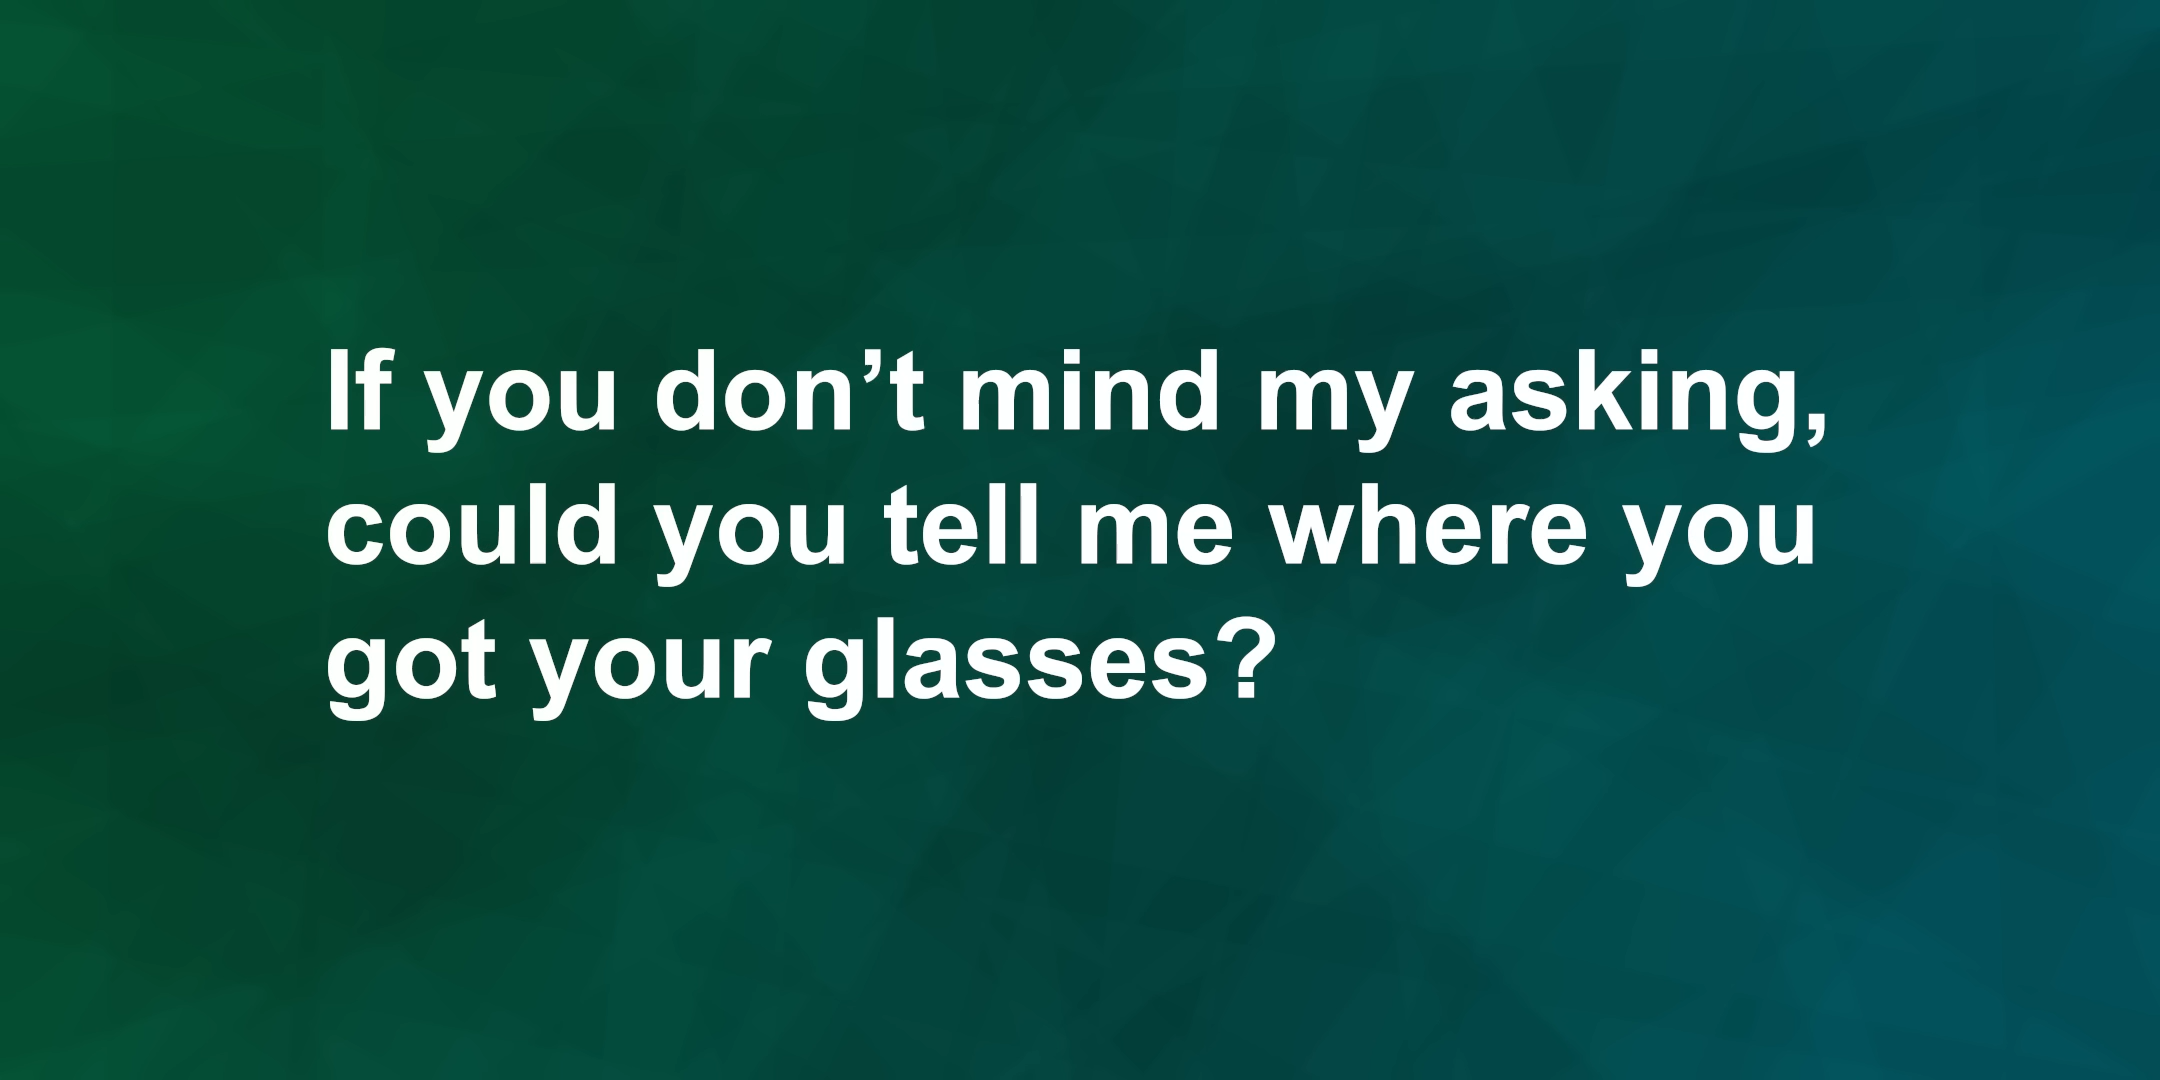 If you don’t mind my asking,
could you tell me where you
got your glasses?